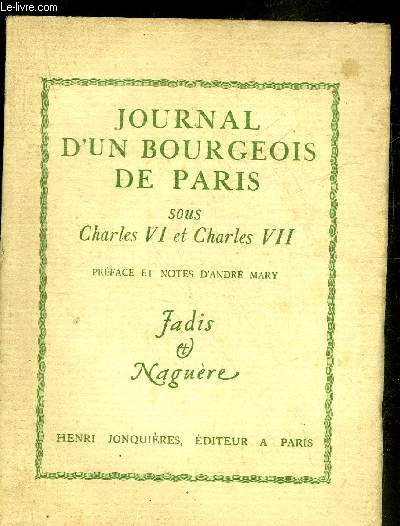 Le-livre.com
JOURNAL
D'UN BOURGEOIS
DE PARIS
sous
Charles VI et Charles VII
PRÉFACE ET NOTES D'ANDRÉ MARY
Jadis
&
Naguère
HENRI JONQUIÈRES, ÉDITEUR A PARIS